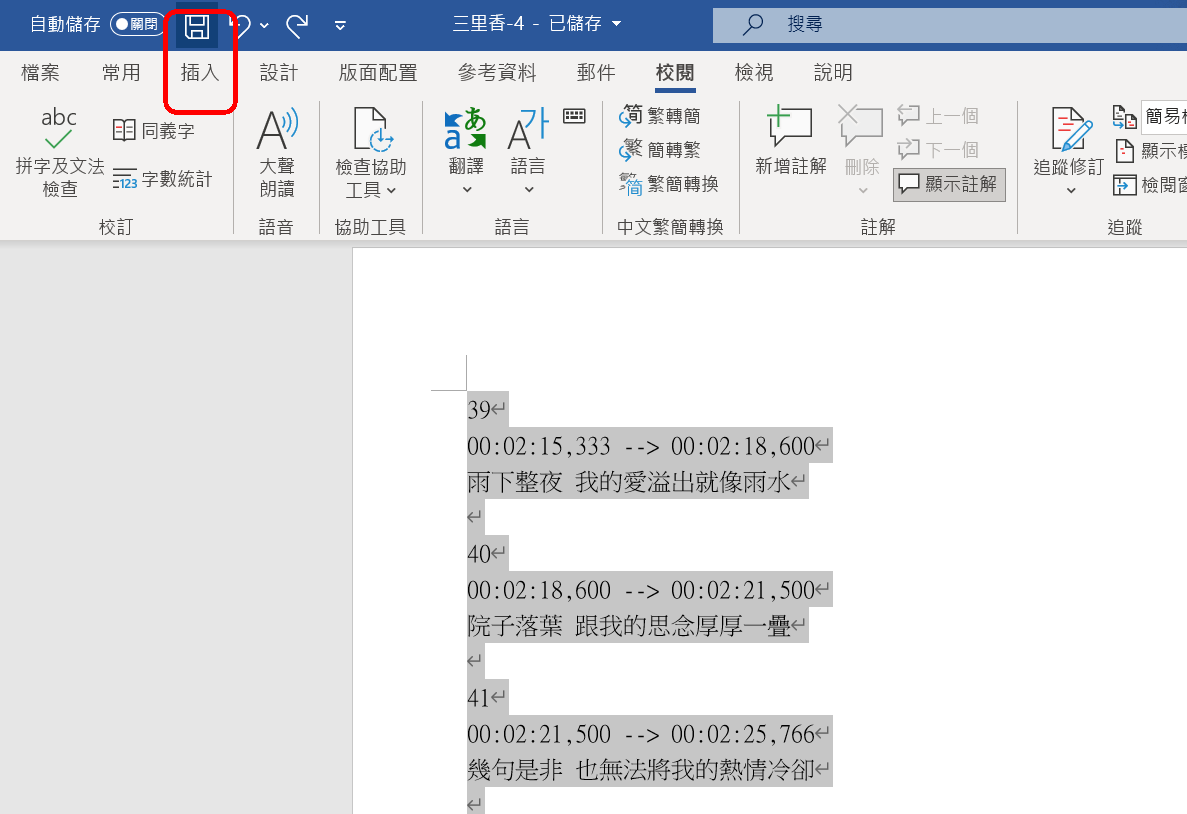 自動儲存 關閉 三里香-4 - 已儲存 搜尋
檔案 常用 插入 設計 版面配置 參考資料 郵件 校閱 檢視 說明
abc 拼字及文法檢查
同義字
123 字數統計
校訂
大聲朗讀
語音
檢查協助工具
協助工具
翻譯
語言
語言
繁轉簡
簡轉繁
繁簡轉換
中文繁簡轉換
新增註解
刪除
上一個
下一個
顯示註解
註解
追蹤修訂
簡易
顯示
檢閱
追蹤
39
00:02:15,333 --> 00:02:18,600
雨下整夜 我的愛溢出就像雨水
40
00:02:18,600 --> 00:02:21,500
院子落葉 跟我的思念厚厚一疊
41
00:02:21,500 --> 00:02:25,766
幾句是非 也無法將我的熱情冷卻